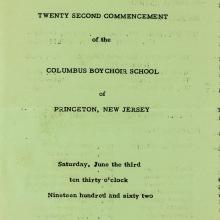 TWENTY SECOND COMMENCEMENT
of the
COLUMBUS BOYCHOIR SCHOOL
of
PRINCETON, NEW JERSEY
Saturday, June the third
ten thirty o'clock
Nineteen hundred and sixty two